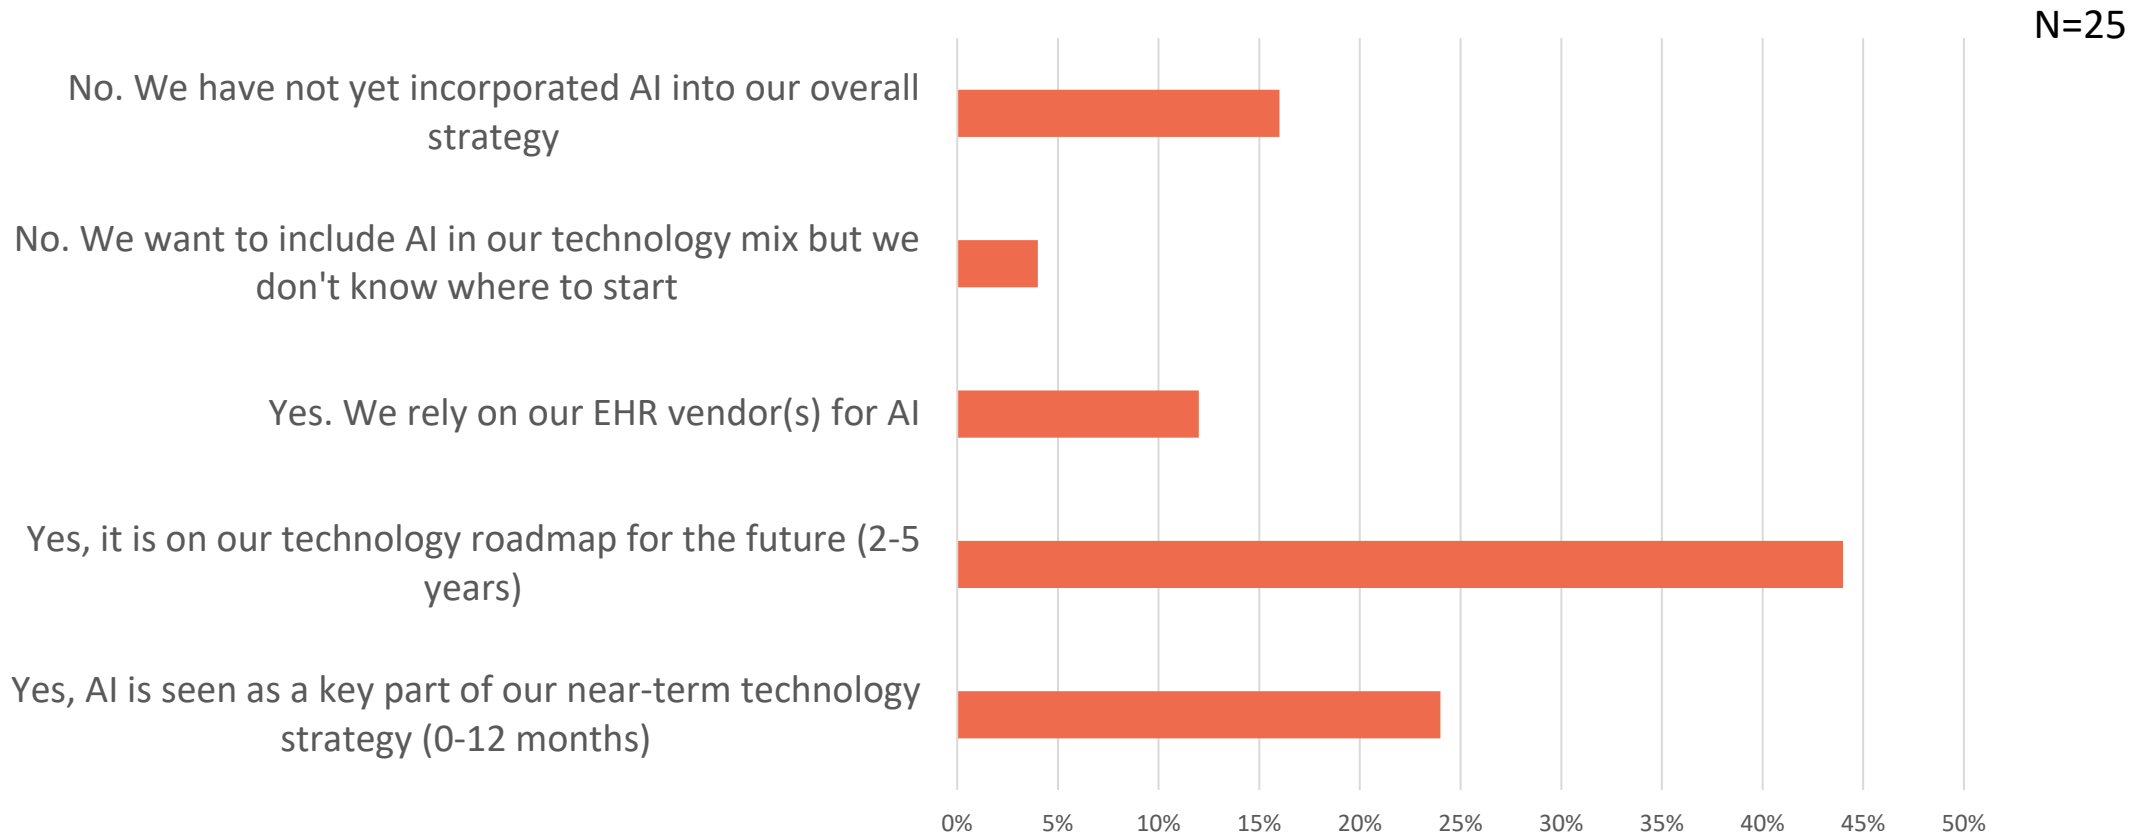 N=25
No. We have not yet incorporated AI into our overall
strategy
No. We want to include AI in our technology mix but we
don't know where to start
Yes. We rely on our EHR vendor(s) for AI
Yes, it is on our technology roadmap for the future (2-5
years)
Yes, AI is seen as a key part of our near-term technology
strategy (0-12 months)
0% 5% 10% 15% 20% 25% 30% 35% 40% 45% 50%